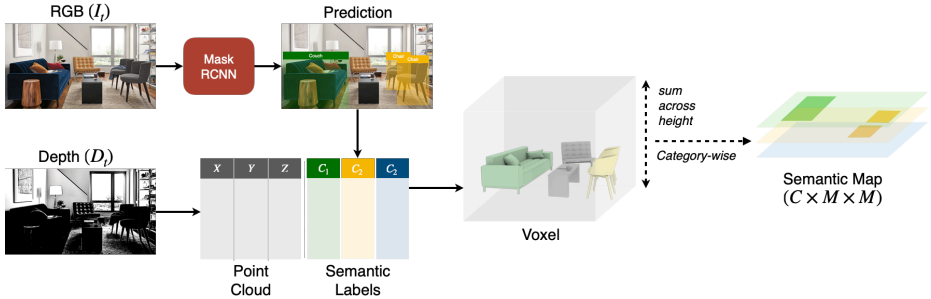 RGB (I_t)
Prediction
Mask
RCNN
Couch
Chair
Chair
Depth (D_t)
X Y Z C_1 C_2 C_2
Point
Cloud
Semantic
Labels
Voxel
sum
across
height
Category-wise
Semantic Map
(C × M × M)